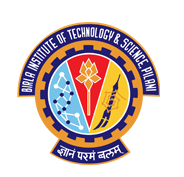 BIRLA INSTITUTE OF TECHNOLOGY & SCIENCE, PILANI
ज्ञानं परमं बलम्